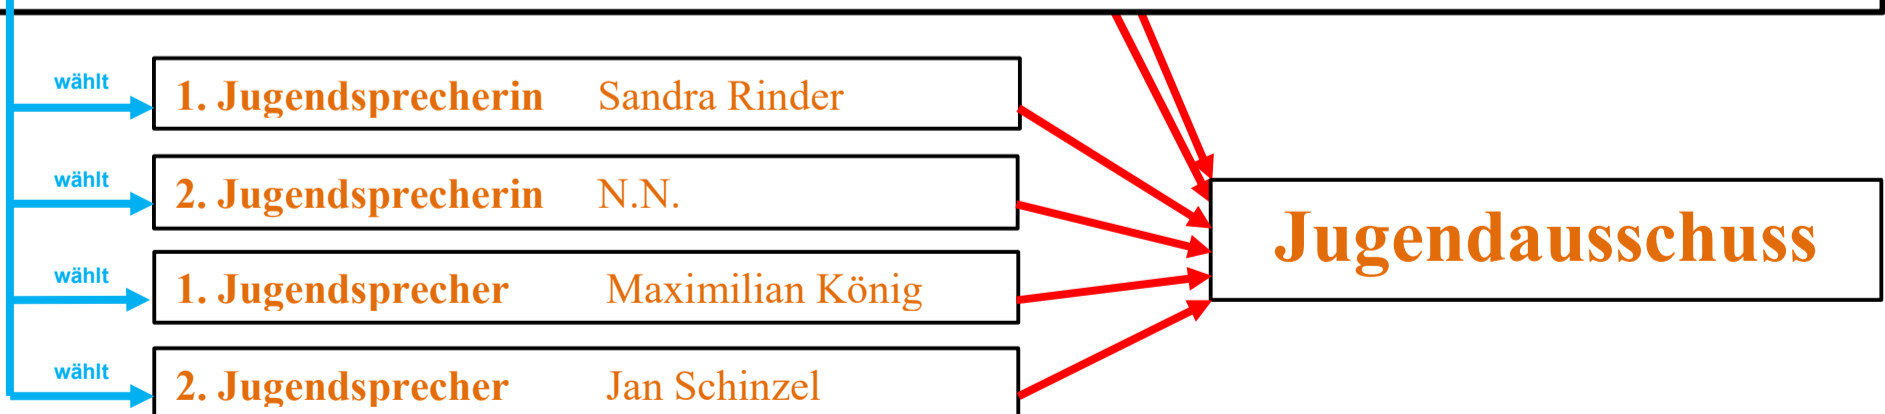 wählt
1. Jugendsprecherin Sandra Rinder
wählt
2. Jugendsprecherin N.N.
Jugendausschuss
wählt
1. Jugendsprecher Maximilian König
wählt
2. Jugendsprecher Jan Schinzel